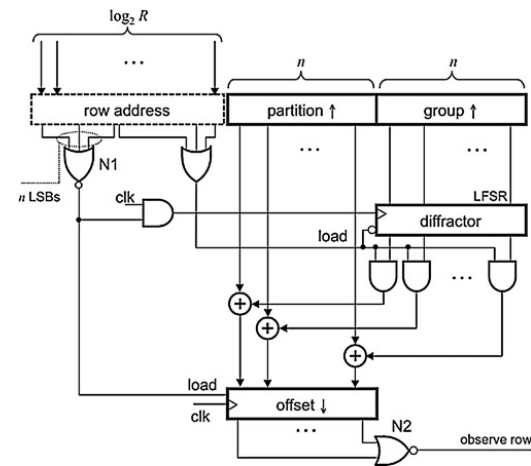 log₂ R
n
n
...
row address
partition ↑
group ↑
N1
...
...
n LSBs
clk
LFSR
diffractor
load
...
+
+
+
load
offset ↓
clk
...
N2
observe row